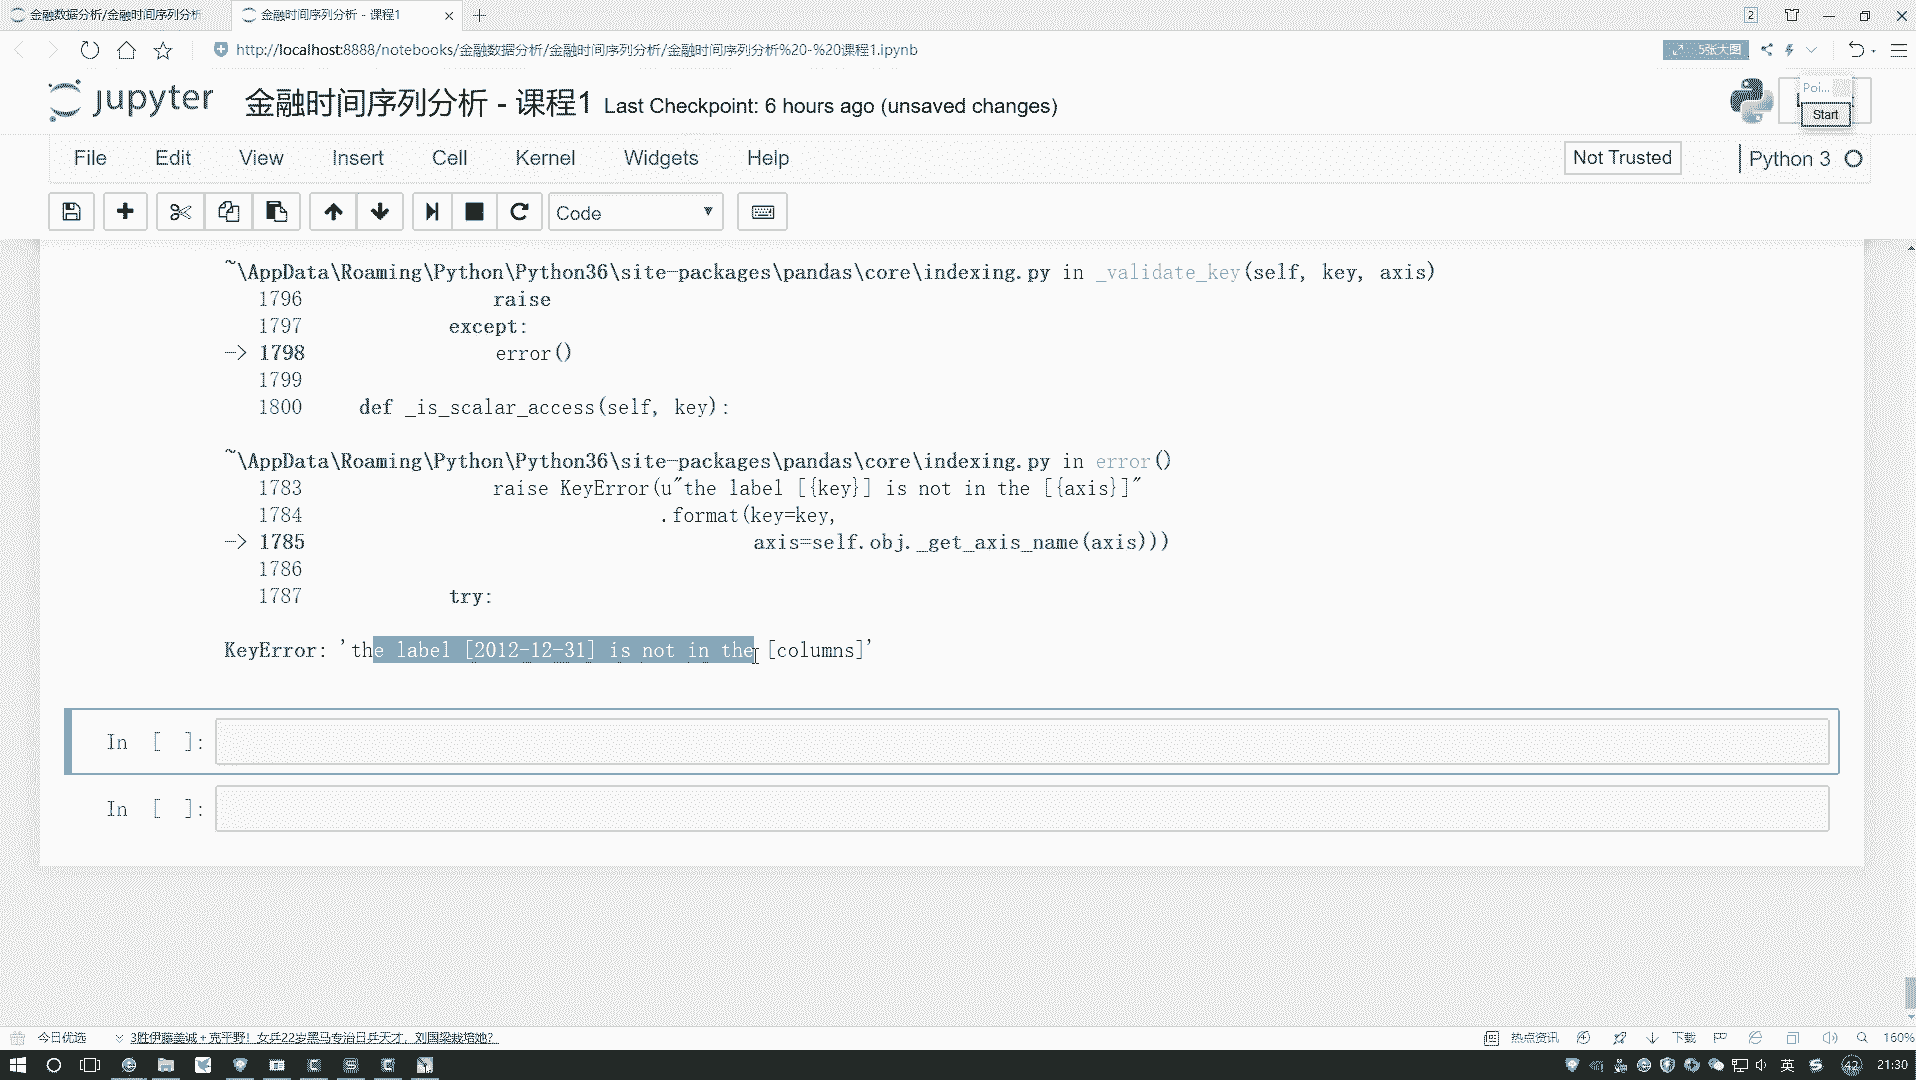 金融数据分析/金融时间序列分析
金融时间序列分析 - 课程1
2
http://localhost:8888/notebooks/金融数据分析/金融时间序列分析/金融时间序列分析%20-%20课程1.ipynb
5张大图
jupyter
金融时间序列分析 - 课程1 Last Checkpoint: 6 hours ago (unsaved changes)
Poi...
Start
File Edit View Insert Cell Kernel Widgets Help
Not Trusted
Python 3
Code
~\AppData\Roaming\Python\Python36\site-packages\pandas\core\indexing.py in _validate_key(self, key, axis)
1796 raise
1797 except:
-> 1798 error()
1799
1800 def _is_scalar_access(self, key):
~\AppData\Roaming\Python\Python36\site-packages\pandas\core\indexing.py in error()
1783 raise KeyError(u"the label [{key}] is not in the [{axis}]"
1784 .format(key=key,
-> 1785 axis=self.obj._get_axis_name(axis)))
1786
1787 try:
KeyError: 'the label [2012-12-31] is not in the [columns]'
In [ ]:
In [ ]:
今日优选
3胜伊藤美诚+克平野！女乒22岁黑马专治日乒天才，刘国梁栽培她？
热点资讯
下载
160%
英
42
21:30